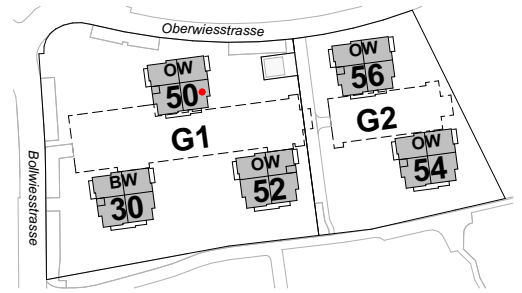 Oberwiesstrasse
OW
50
OW
56
G1
G2
Bollwiesstrasse
BW
30
OW
52
OW
54